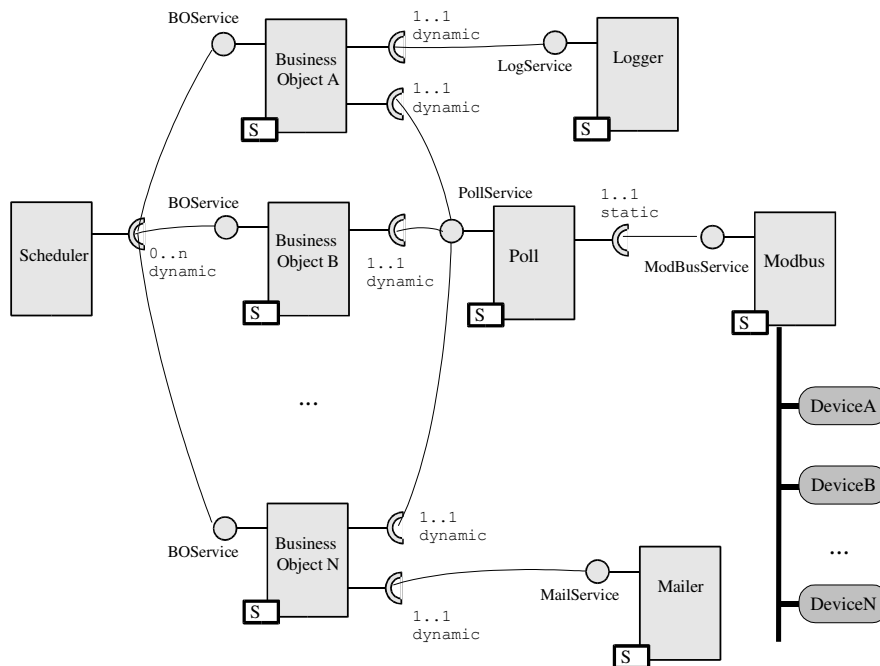 BOService
1..1
dynamic
Business
Object A
S
LogService
Logger
S
1..1
dynamic
Scheduler
0..n
dynamic
BOService
Business
Object B
S
1..1
dynamic
PollService
Poll
S
1..1
static
ModBusService
Modbus
S
...
DeviceA
DeviceB
...
DeviceN
BOService
Business
Object N
S
1..1
dynamic
1..1
dynamic
MailService
Mailer
S